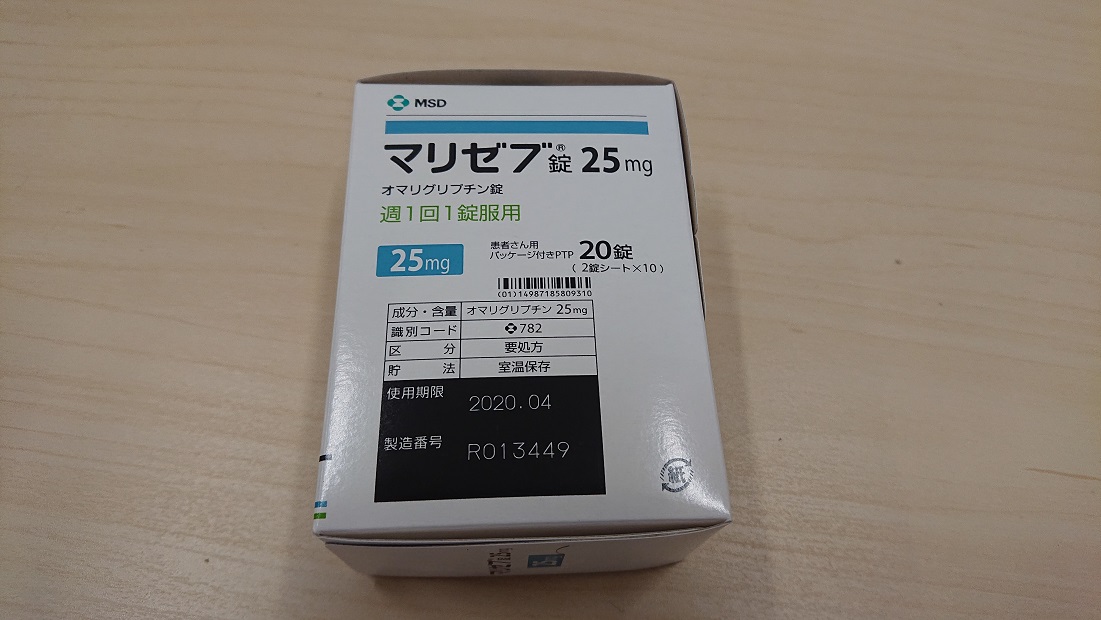 MSD
マリゼブ®錠 25mg
オマリグリプチン錠
週1回1錠服用
25mg
患者さん用
パッケージ付きPTP 20錠
( 2錠シート×10 )
(01)14987185809310
成分・含量 オマリグリプチン 25mg
識別コード 782
区 分 要処方
貯 法 室温保存
使用期限 2020.04
製造番号 R013449
紙